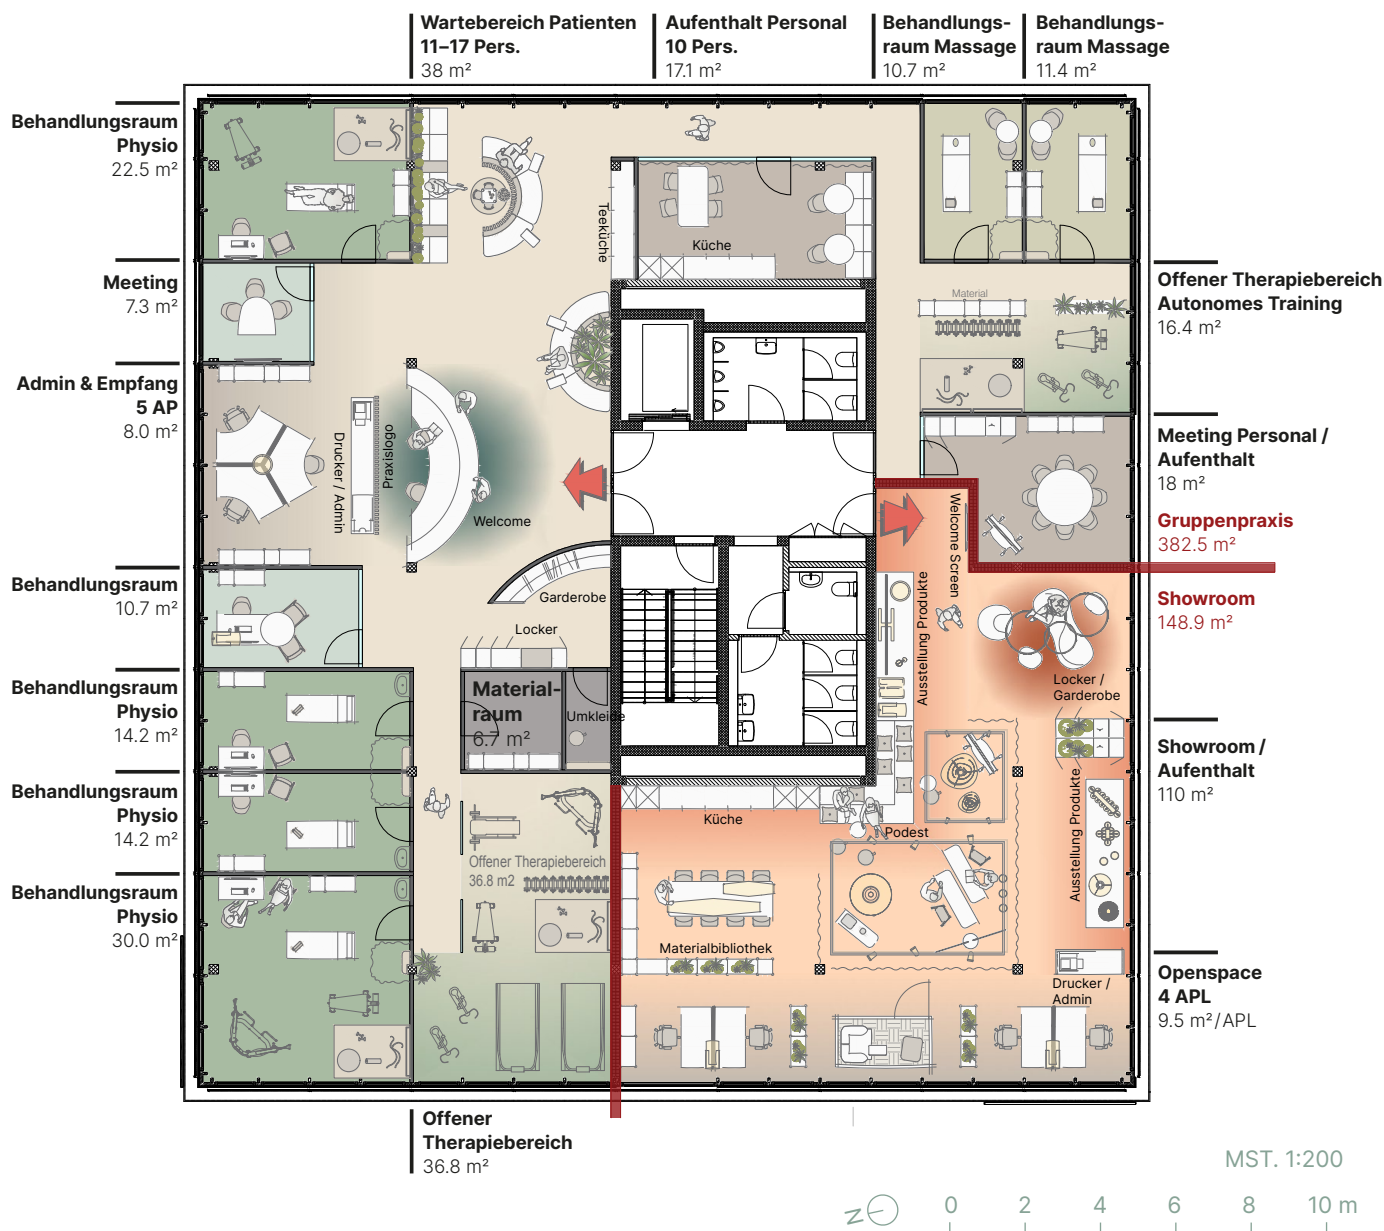 Wartebereich Patienten
11–17 Pers.
38 m²
Aufenthalt Personal
10 Pers.
17.1 m²
Behandlungs-
raum Massage
10.7 m²
Behandlungs-
raum Massage
11.4 m²
Behandlungsraum
Physio
22.5 m²
Meeting
7.3 m²
Admin & Empfang
5 AP
8.0 m²
Behandlungsraum
10.7 m²
Behandlungsraum
Physio
14.2 m²
Behandlungsraum
Physio
14.2 m²
Behandlungsraum
Physio
30.0 m²
Teeküche
Küche
Material
Drucker / Admin
Praxislogo
Welcome
Garderobe
Locker
Material-
raum
6.7 m²
Umkleide
Offener Therapiebereich
36.8 m2
Welcome Screen
Ausstellung Produkte
Locker /
Garderobe
Küche
Podest
Ausstellung Produkte
Materialbibliothek
Drucker /
Admin
Offener Therapiebereich
Autonomes Training
16.4 m²
Meeting Personal /
Aufenthalt
18 m²
Gruppenpraxis
382.5 m²
Showroom
148.9 m²
Showroom /
Aufenthalt
110 m²
Openspace
4 APL
9.5 m²/APL
Offener
Therapiebereich
36.8 m²
MST. 1:200
N
0 2 4 6 8 10 m